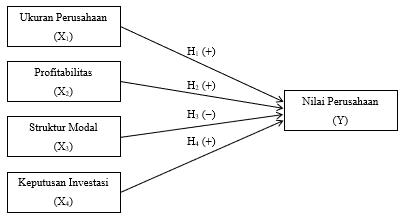 Ukuran Perusahaan
(X₁)
H₁ (+)
Profitabilitas
(X₂)
H₂ (+)
Nilai Perusahaan
(Y)
H₃ (–)
Struktur Modal
(X₃)
H₄ (+)
Keputusan Investasi
(X₄)